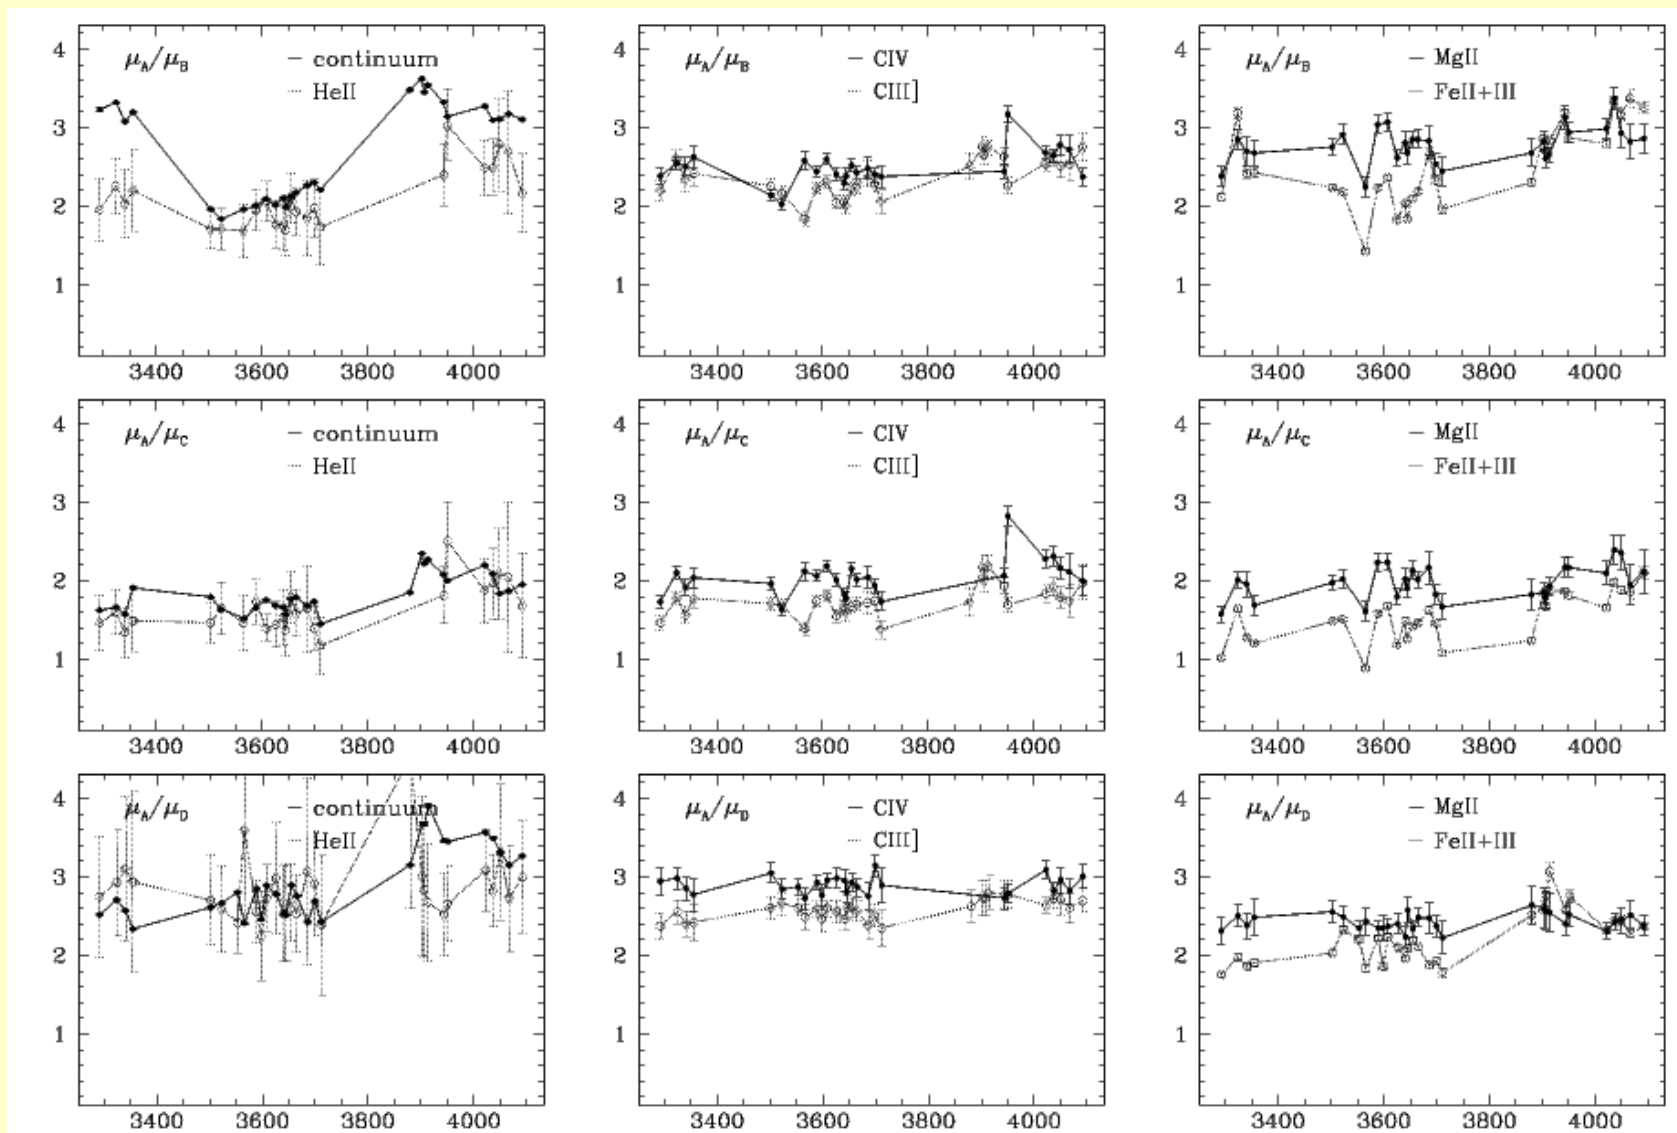 4 μA/μB – continuum
HeII
3
2
1
3400 3600 3800 4000
4 μA/μB – CIV
CIII]
3
2
1
3400 3600 3800 4000
4 μA/μB – MgII
FeII+III
3
2
1
3400 3600 3800 4000
4 μA/μC – continuum
HeII
3
2
1
3400 3600 3800 4000
4 μA/μC – CIV
CIII]
3
2
1
3400 3600 3800 4000
4 μA/μC – MgII
FeII+III
3
2
1
3400 3600 3800 4000
4 μA/μD – continuum
HeII
3
2
1
3400 3600 3800 4000
4 μA/μD – CIV
CIII]
3
2
1
3400 3600 3800 4000
4 μA/μD – MgII
FeII+III
3
2
1
3400 3600 3800 4000